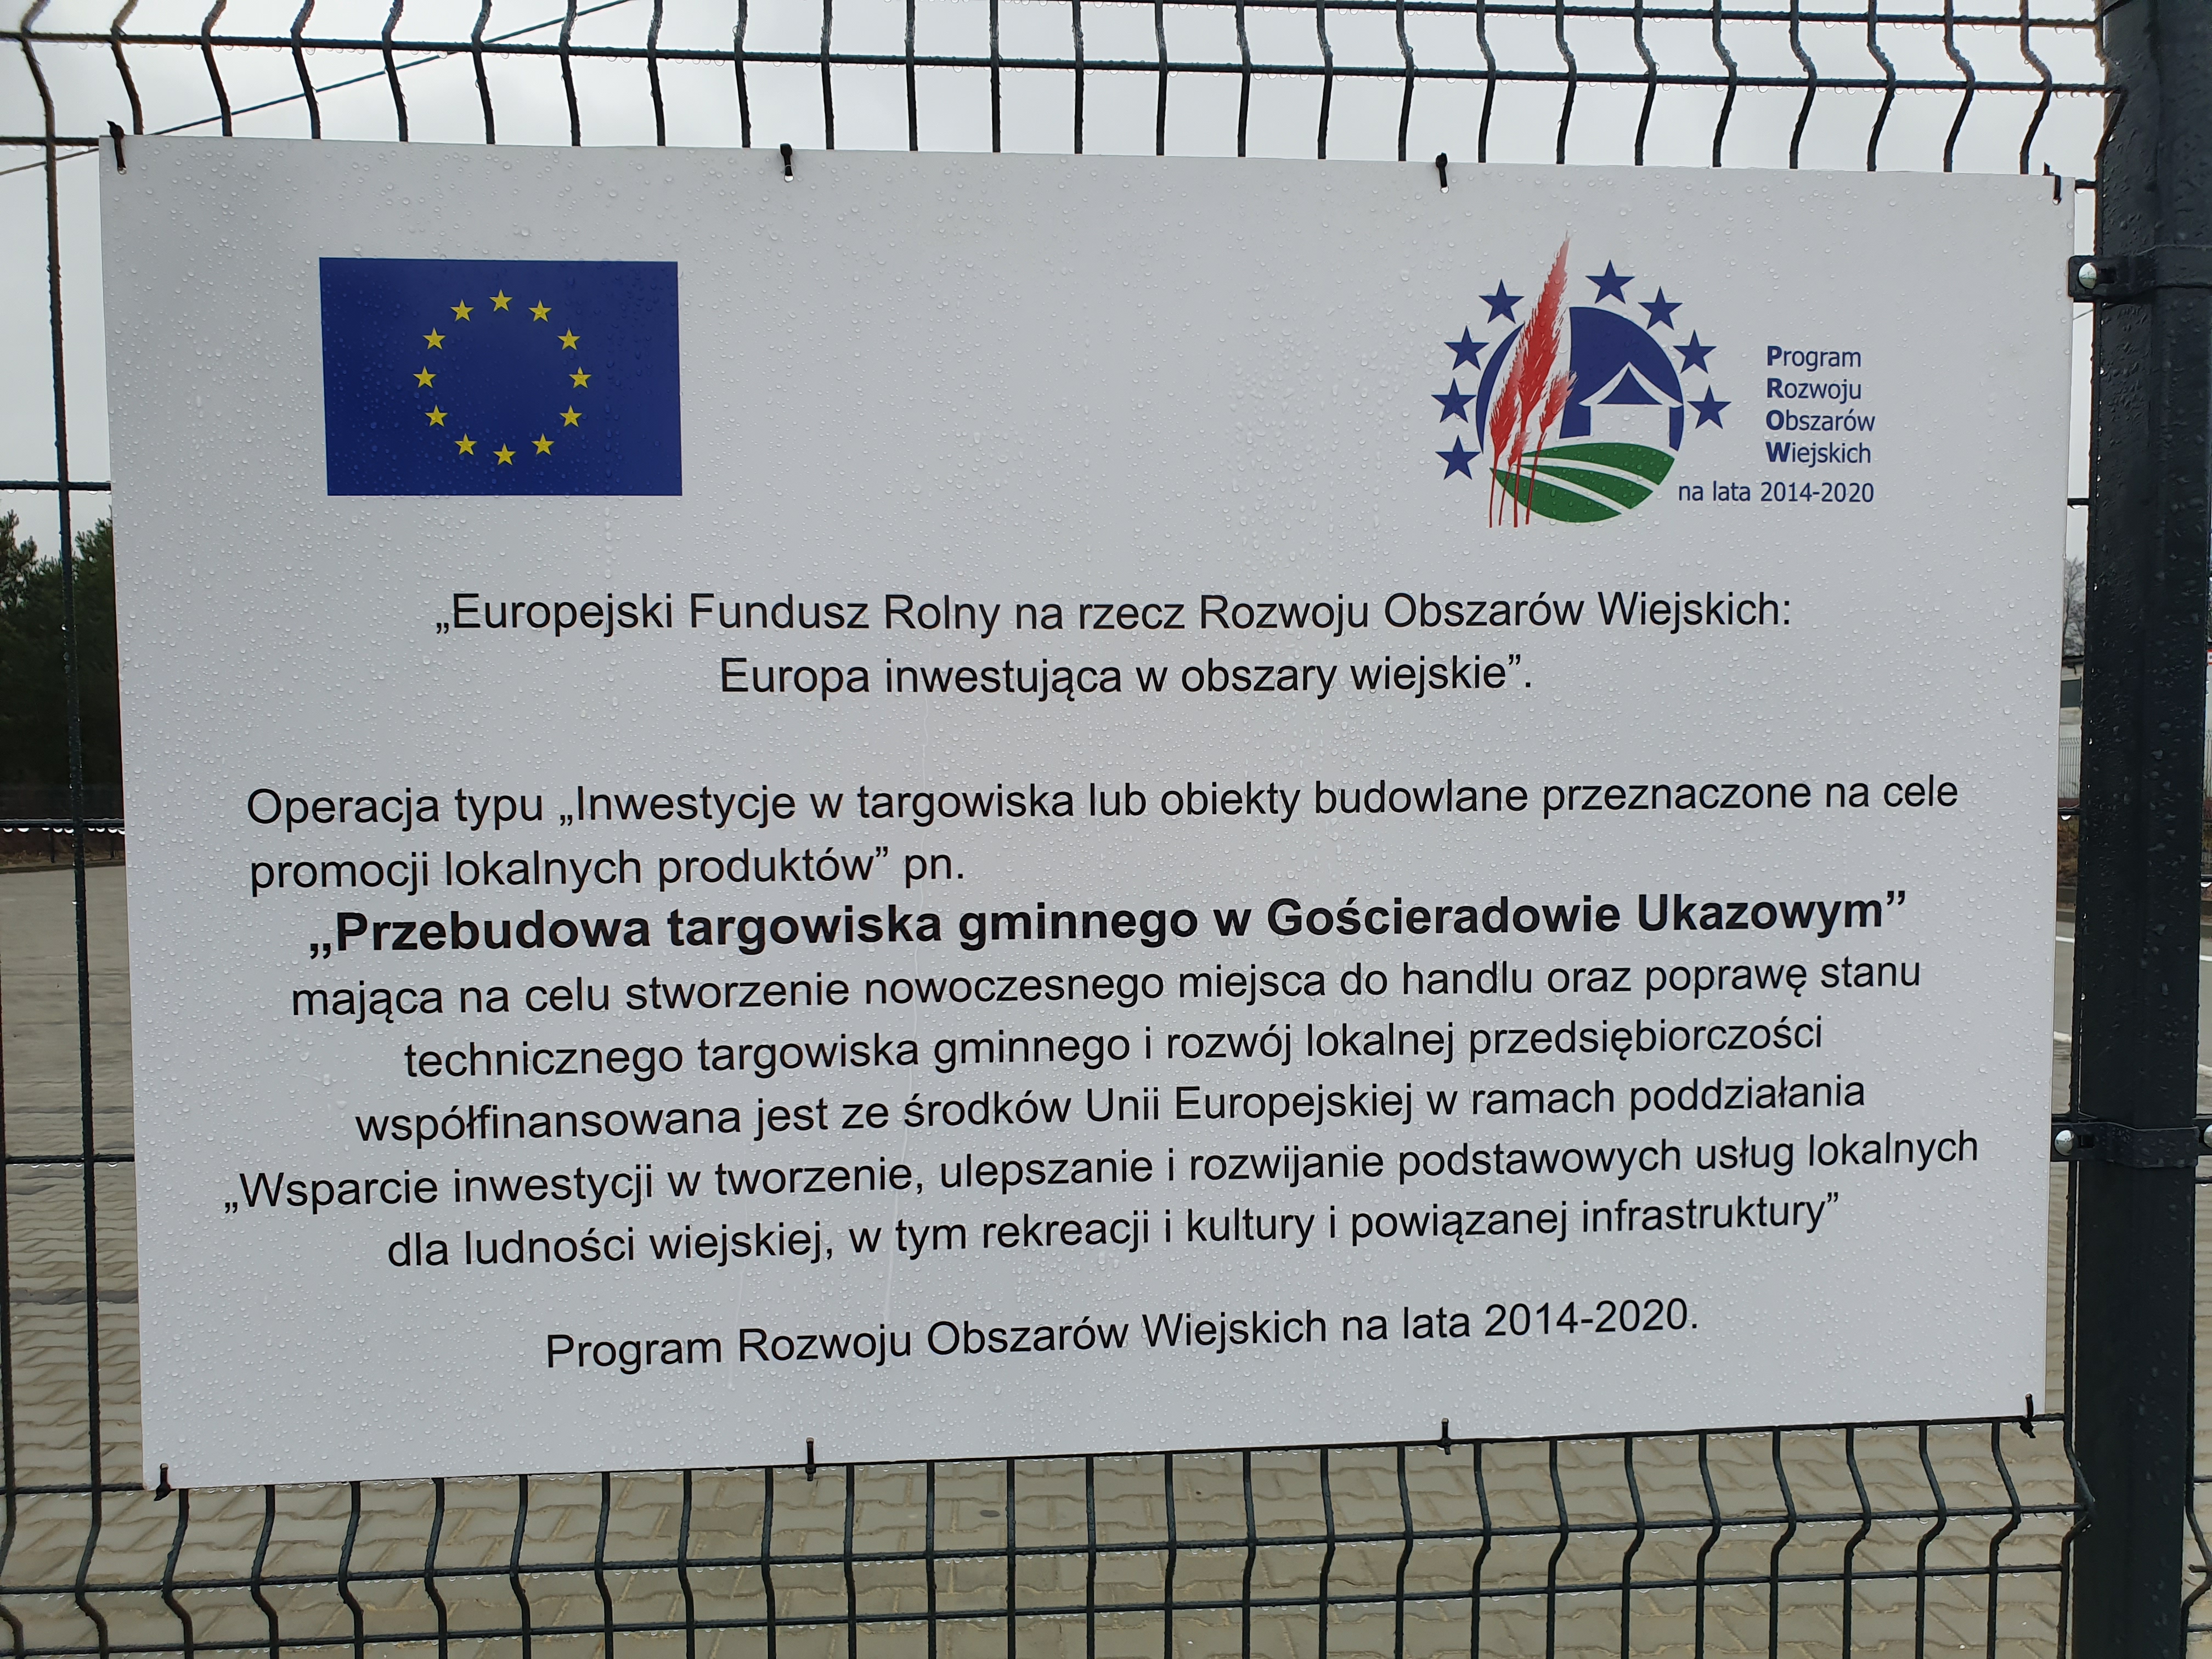 Program
Rozwoju
Obszarów
Wiejskich
na lata 2014-2020
„Europejski Fundusz Rolny na rzecz Rozwoju Obszarów Wiejskich:
Europa inwestująca w obszary wiejskie”.
Operacja typu „Inwestycje w targowiska lub obiekty budowlane przeznaczone na cele
promocji lokalnych produktów” pn.
„Przebudowa targowiska gminnego w Gościeradowie Ukazowym”
mająca na celu stworzenie nowoczesnego miejsca do handlu oraz poprawę stanu
technicznego targowiska gminnego i rozwój lokalnej przedsiębiorczości
współfinansowana jest ze środków Unii Europejskiej w ramach poddziałania
„Wsparcie inwestycji w tworzenie, ulepszanie i rozwijanie podstawowych usług lokalnych
dla ludności wiejskiej, w tym rekreacji i kultury i powiązanej infrastruktury”
Program Rozwoju Obszarów Wiejskich na lata 2014-2020.